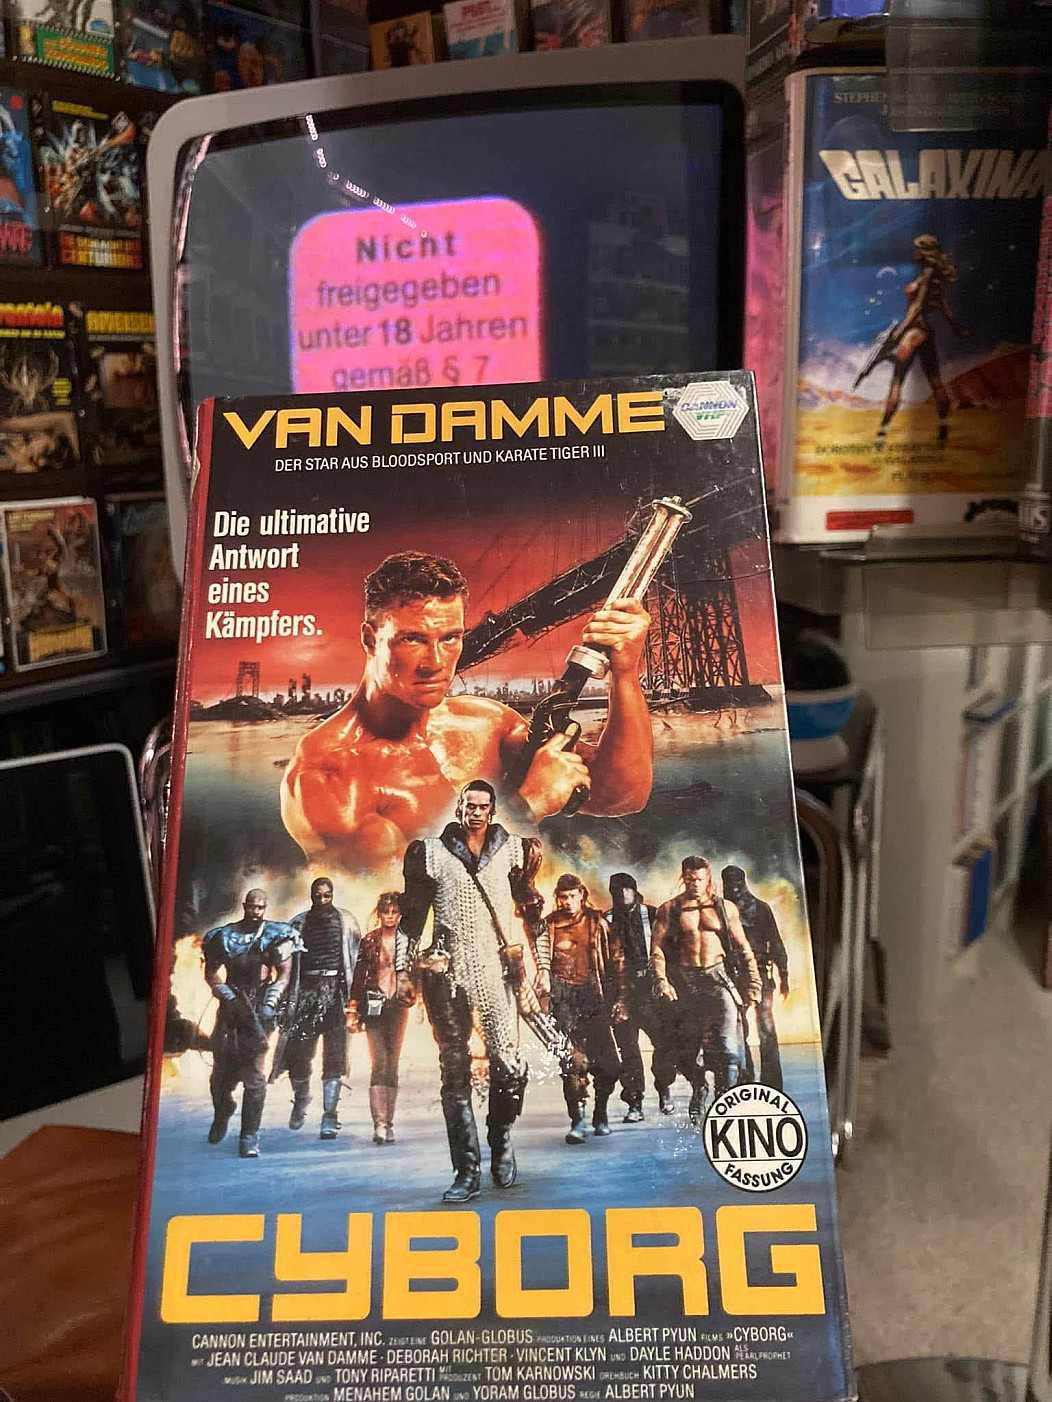 Nicht
freigegeben
unter 18 Jahren
gemäß § 7
GALAXINA
VAN DAMME
CANNON
DER STAR AUS BLOODSPORT UND KARATE TIGER III
Die ultimative
Antwort
eines
Kämpfers.
ORIGINAL
KINO
FASSUNG
CYBORG
CANNON ENTERTAINMENT, INC. ZEIGT EINE GOLAN-GLOBUS PRODUKTION EINES ALBERT PYUN FILMS »CYBORG«
MIT JEAN CLAUDE VAN DAMME · DEBORAH RICHTER · VINCENT KLYN UND DAYLE HADDON ALS PEARL PROPHET
MUSIK JIM SAAD UND TONY RIPARETTI MIT PRODUZENT TOM KARNOWSKI DREHBUCH KITTY CHALMERS
PRODUKTION MENAHEM GOLAN UND YORAM GLOBUS REGIE ALBERT PYUN